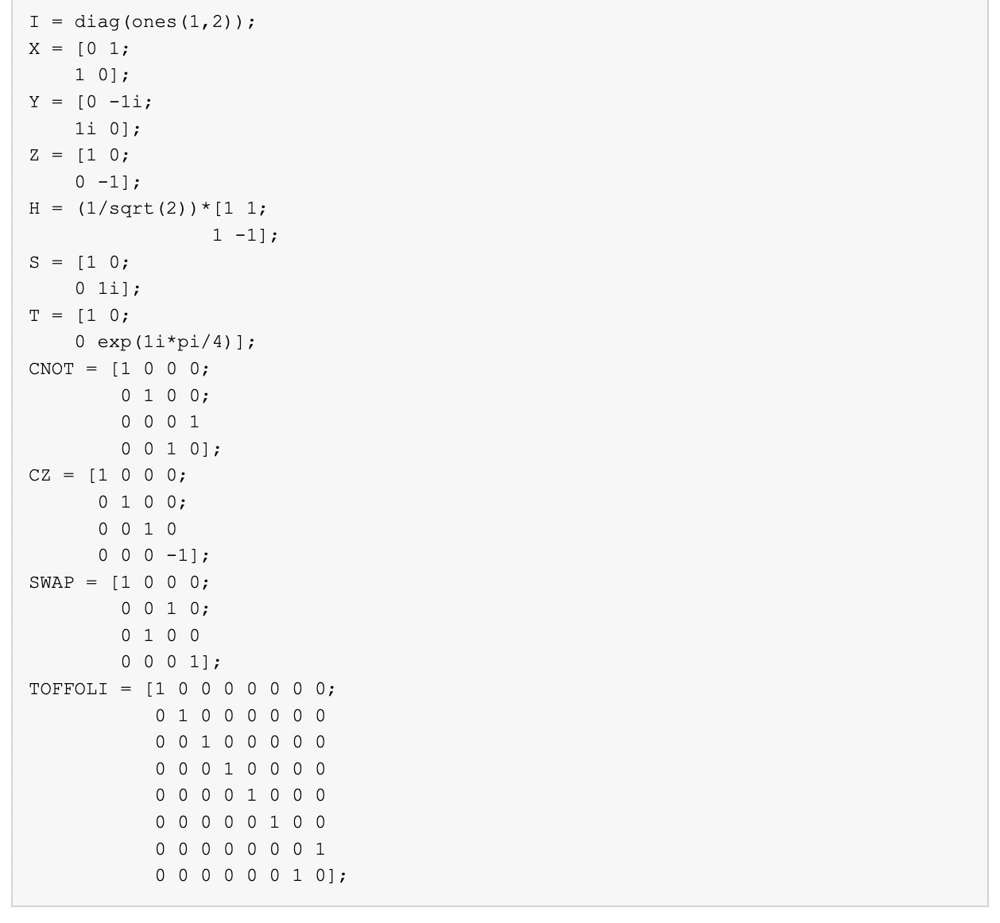 I = diag(ones(1,2));
X = [0 1;
    1 0];
Y = [0 -1i;
    1i 0];
Z = [1 0;
    0 -1];
H = (1/sqrt(2))*[1 1;
                1 -1];
S = [1 0;
    0 1i];
T = [1 0;
    0 exp(1i*pi/4)];
CNOT = [1 0 0 0;
        0 1 0 0;
        0 0 0 1
        0 0 1 0];
CZ = [1 0 0 0;
      0 1 0 0;
      0 0 1 0
      0 0 0 -1];
SWAP = [1 0 0 0;
        0 0 1 0;
        0 1 0 0
        0 0 0 1];
TOFFOLI = [1 0 0 0 0 0 0 0;
           0 1 0 0 0 0 0 0
           0 0 1 0 0 0 0 0
           0 0 0 1 0 0 0 0
           0 0 0 0 1 0 0 0
           0 0 0 0 0 1 0 0
           0 0 0 0 0 0 0 1
           0 0 0 0 0 0 1 0];